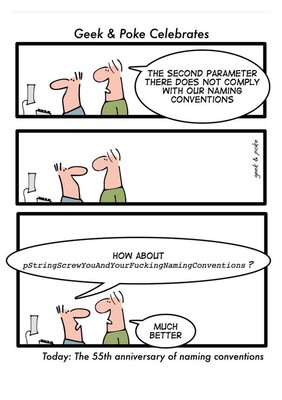 Geek & Poke Celebrates
THE SECOND PARAMETER
THERE DOES NOT COMPLY
WITH OUR NAMING
CONVENTIONS
geek & poke
HOW ABOUT
pStringScrewYouAndYourFuckingNamingConventions ?
MUCH
BETTER
Today: The 55th anniversary of naming conventions